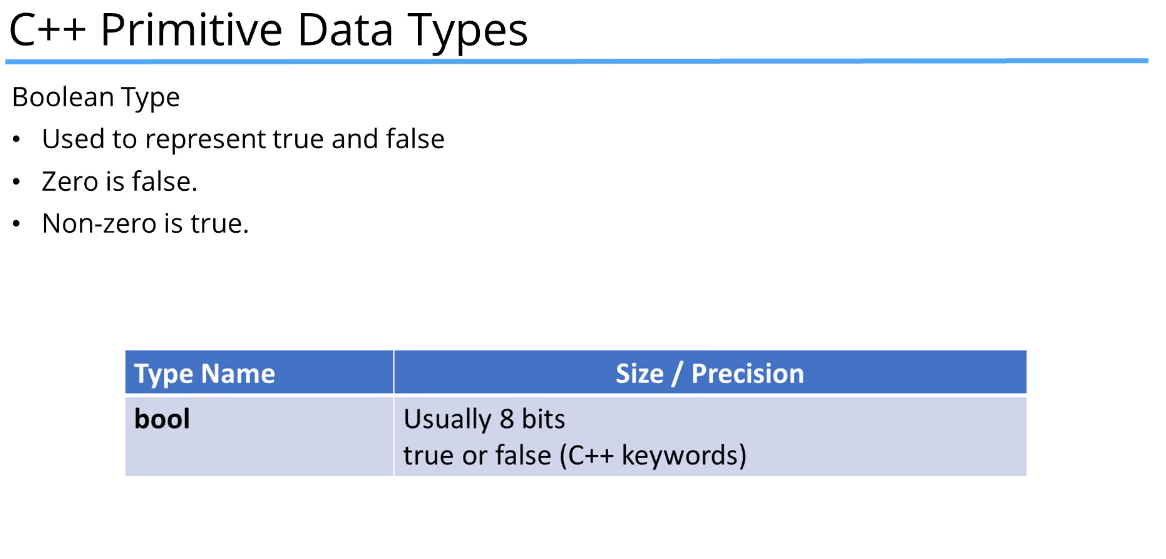 C++ Primitive Data Types
Boolean Type
• Used to represent true and false
• Zero is false.
• Non-zero is true.
Type Name Size / Precision
bool Usually 8 bits
true or false (C++ keywords)